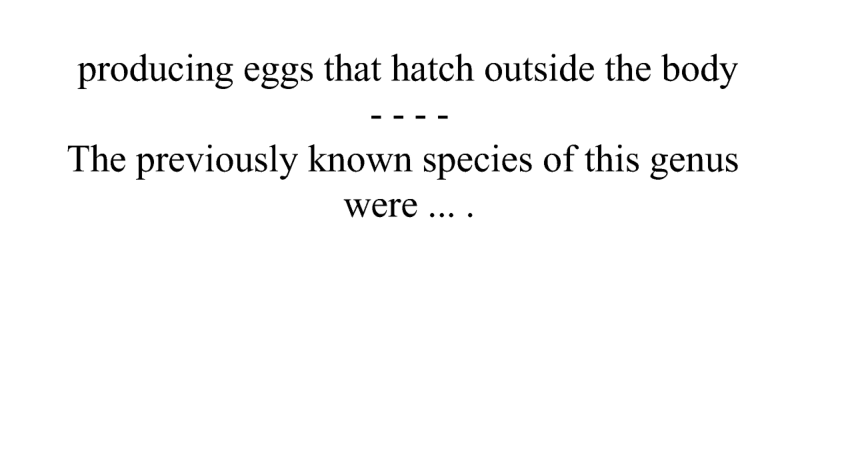 producing eggs that hatch outside the body
- - - -
The previously known species of this genus
were ... .